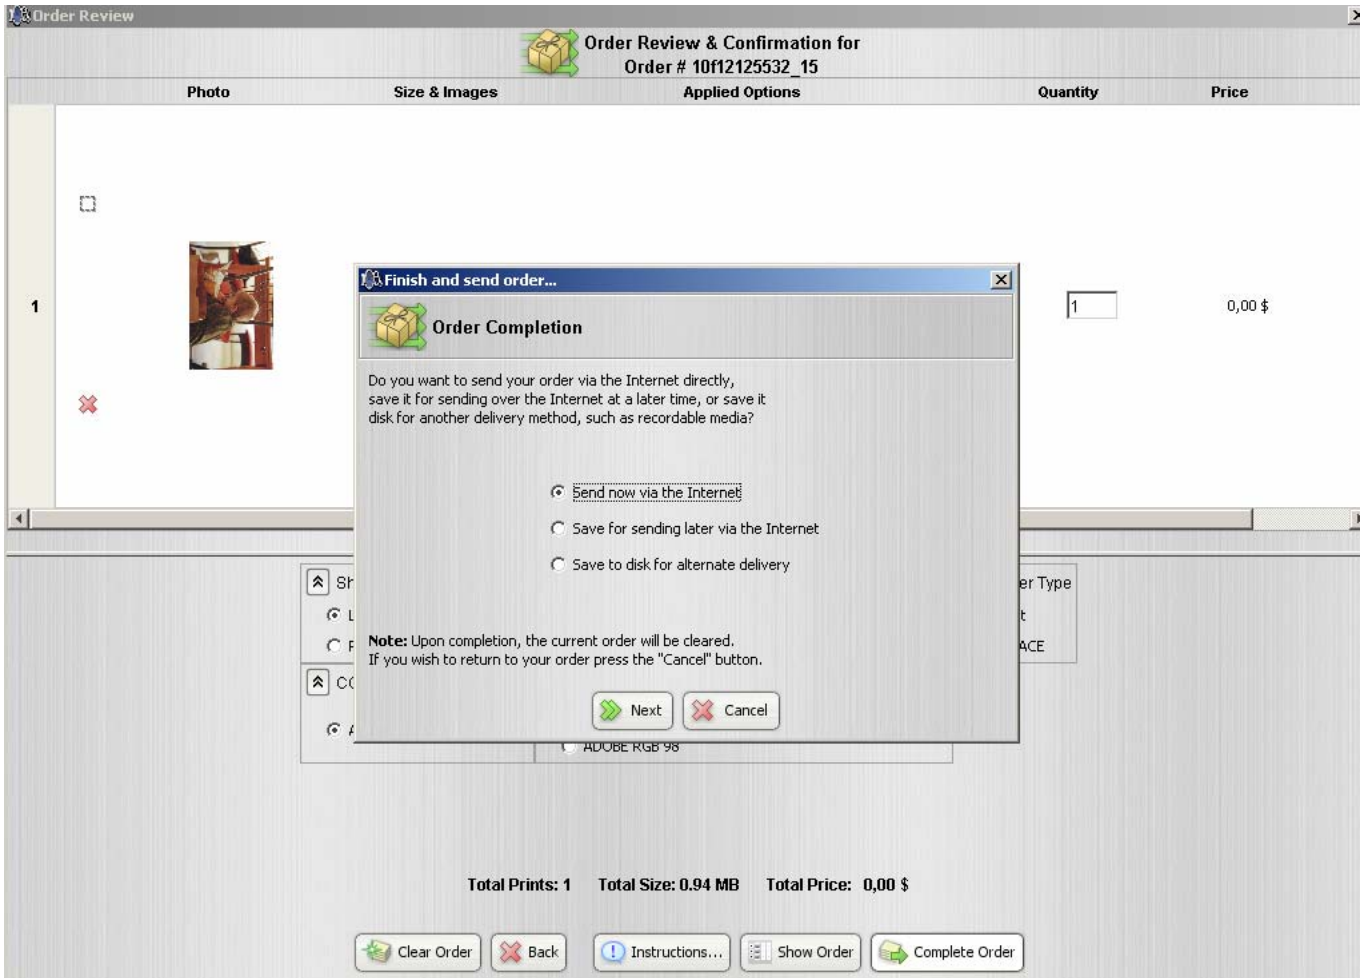 Order Review
Order Review & Confirmation for
Order # 10f12125532_15
Photo Size & Images Applied Options Quantity Price
1
1 0,00 $
Finish and send order...
Order Completion
Do you want to send your order via the Internet directly,
save it for sending over the Internet at a later time, or save it
disk for another delivery method, such as recordable media?
Send now via the Internet
Save for sending later via the Internet
Save to disk for alternate delivery
Note: Upon completion, the current order will be cleared.
If you wish to return to your order press the "Cancel" button.
Next Cancel
Type
ADOBE RGB 98
Total Prints: 1 Total Size: 0.94 MB Total Price: 0,00 $
Clear Order Back Instructions... Show Order Complete Order